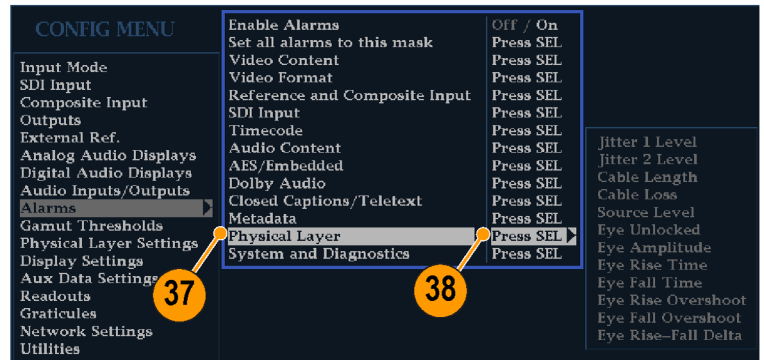 CONFIG MENU
Input Mode
SDI Input
Composite Input
Outputs
External Ref.
Analog Audio Displays
Digital Audio Displays
Audio Inputs/Outputs
Alarms
Gamut Thresholds
Physical Layer Settings
Display Settings
Aux Data Settings
Readouts
Graticules
Network Settings
Utilities
Enable Alarms Off / On
Set all alarms to this mask Press SEL
Video Content Press SEL
Video Format Press SEL
Reference and Composite Input Press SEL
SDI Input Press SEL
Timecode Press SEL
Audio Content Press SEL
AES/Embedded Press SEL
Dolby Audio Press SEL
Closed Captions/Teletext Press SEL
Metadata Press SEL
Physical Layer Press SEL
System and Diagnostics Press SEL
37
38
Jitter 1 Level
Jitter 2 Level
Cable Length
Cable Loss
Source Level
Eye Unlocked
Eye Amplitude
Eye Rise Time
Eye Fall Time
Eye Rise Overshoot
Eye Fall Overshoot
Eye Rise–Fall Delta